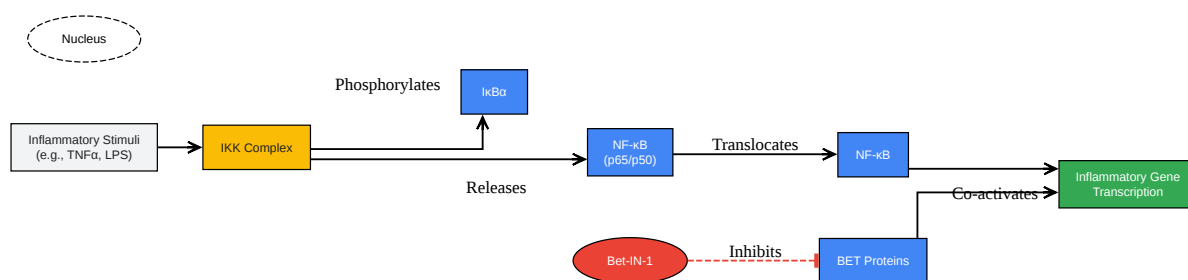 Nucleus
Phosphorylates
IκBα
Inflammatory Stimuli
(e.g., TNFα, LPS)
IKK Complex
NF-κB
(p65/p50)
Translocates
NF-κB
Releases
Inflammatory Gene
Transcription
Co-activates
Bet-IN-1
Inhibits
BET Proteins